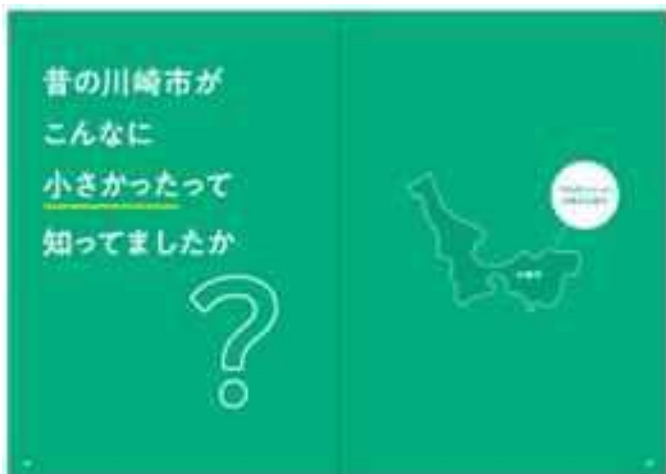 昔の川崎市が
こんなに
小さかったって
知ってましたか
?